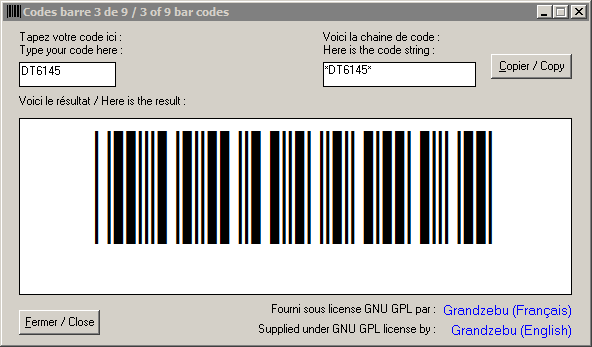 Codes barre 3 de 9 / 3 of 9 bar codes
Tapez votre code ici :
Type your code here :
DT6145
Voici la chaine de code :
Here is the code string :
*DT6145*
Copier / Copy
Voici le résultat / Here is the result :
Fermer / Close
Fourni sous license GNU GPL par : Grandzebu (Français)
Supplied under GNU GPL license by : Grandzebu (English)